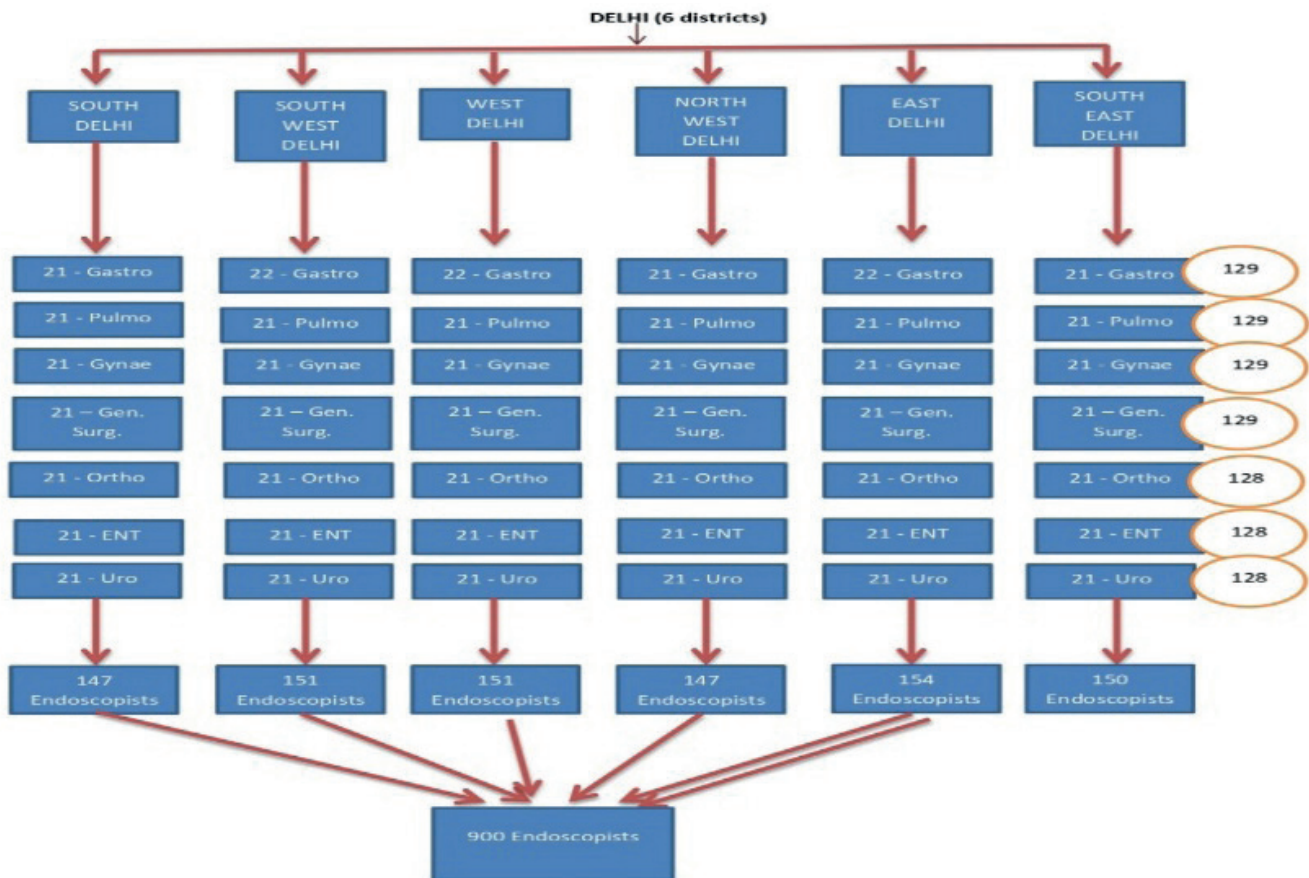 DELHI (6 districts)
SOUTH
DELHI
SOUTH
WEST
DELHI
WEST
DELHI
NORTH
WEST
DELHI
EAST
DELHI
SOUTH
EAST
DELHI
21 - Gastro
22 - Gastro
22 - Gastro
21 - Gastro
22 - Gastro
21 - Gastro
129
21 - Pulmo
21 - Pulmo
21 - Pulmo
21 - Pulmo
21 - Pulmo
21 - Pulmo
129
21 - Gynae
21 - Gynae
21 - Gynae
21 - Gynae
21 - Gynae
21 - Gynae
129
21 – Gen.
Surg.
21 – Gen.
Surg.
21 – Gen.
Surg.
21 – Gen.
Surg.
21 – Gen.
Surg.
21 – Gen.
Surg.
129
21 - Ortho
21 - Ortho
21 - Ortho
21 - Ortho
21 - Ortho
21 - Ortho
128
21 - ENT
21 - ENT
21 - ENT
21 - ENT
21 - ENT
21 - ENT
128
21 - Uro
21 - Uro
21 - Uro
21 - Uro
21 - Uro
21 - Uro
128
147
Endoscopists
151
Endoscopists
151
Endoscopists
147
Endoscopists
154
Endoscopists
150
Endoscopists
900 Endoscopists